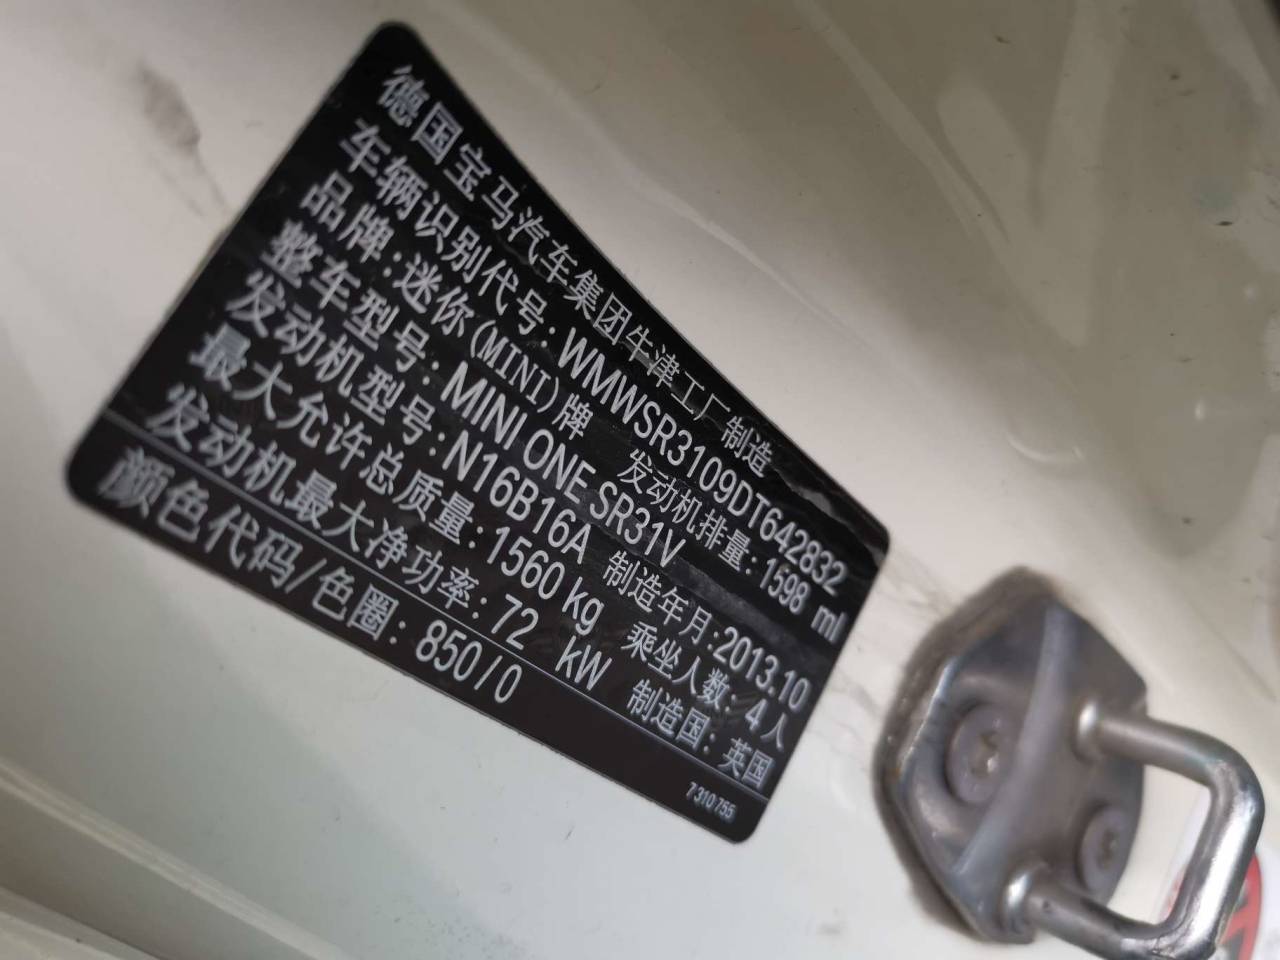 德国宝马汽车集团牛津工厂制造
车辆识别代号:WMWSR3109DT642832
品牌:迷你(MINI)牌 发动机排量:1598 ml
整车型号:MINI ONE SR31V
发动机型号:N16B16A 制造年月:2013.10
最大允许总质量:1560 kg 乘坐人数:4人
发动机最大净功率:72 kW 制造国:英国
颜色代码/色圈:850/0
7310755